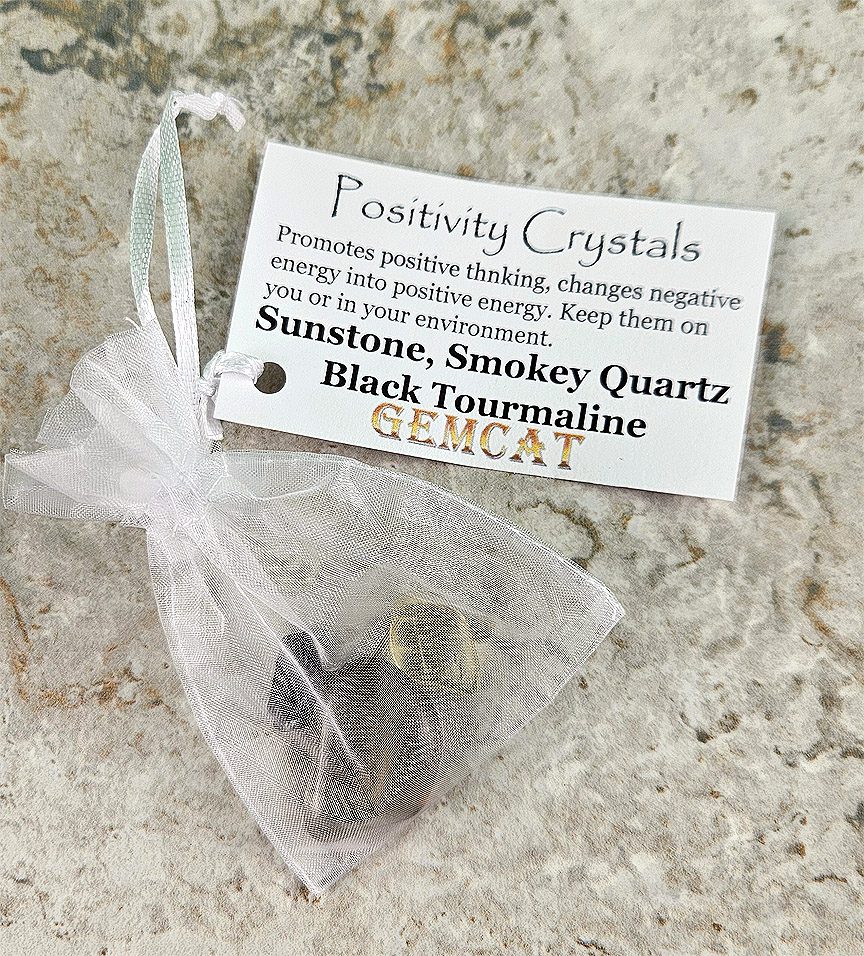 Positivity Crystals
Promotes positive thnking, changes negative
energy into positive energy. Keep them on
you or in your environment.
Sunstone, Smokey Quartz
Black Tourmaline
GEMCAT